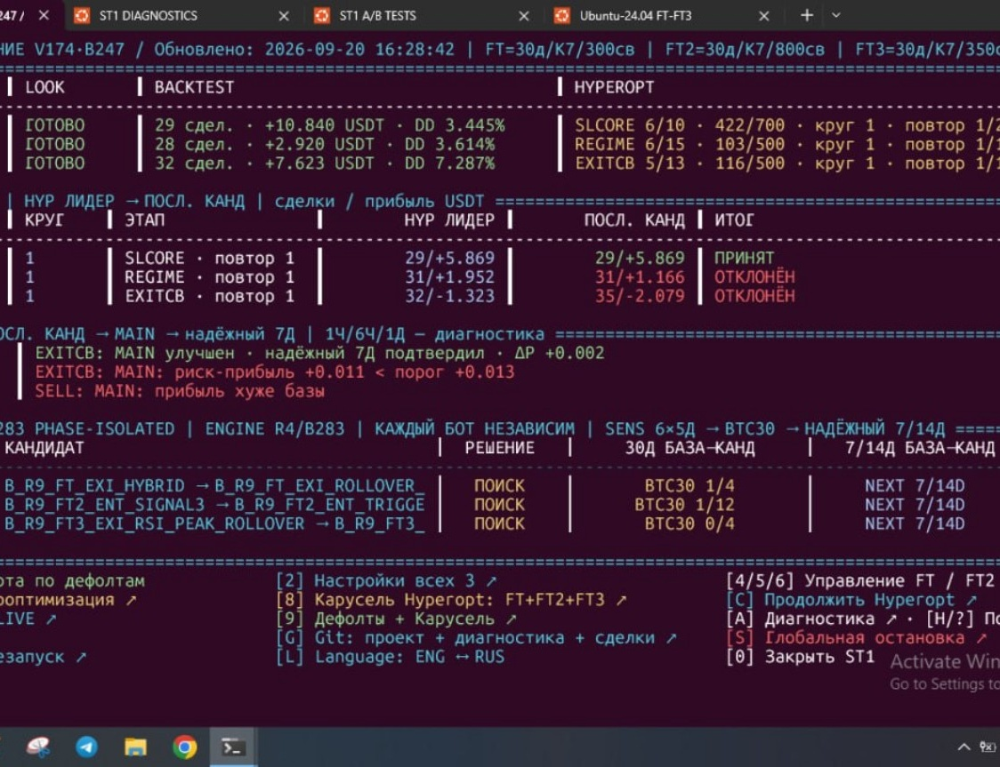 247 / × ST1 DIAGNOSTICS × ST1 A/B TESTS × Ubuntu-24.04 FT-FT3 × +
НИЕ V174·B247 / Обновлено: 2026-09-20 16:28:42 | FT=30д/K7/300св | FT2=30д/K7/800св | FT3=30д/K7/350с
LOOK | BACKTEST | HYPEROPT
ГОТОВО | 29 сдел. · +10.840 USDT · DD 3.445% | SLCORE 6/10 · 422/700 · круг 1 · повтор 1/2
ГОТОВО | 28 сдел. · +2.920 USDT · DD 3.614% | REGIME 6/15 · 103/500 · круг 1 · повтор 1/1
ГОТОВО | 32 сдел. · +7.623 USDT · DD 7.287% | EXITCB 5/13 · 116/500 · круг 1 · повтор 1/1
| HYP ЛИДЕР → ПОСЛ. КАНД | сделки / прибыль USDT
КРУГ | ЭТАП | HYP ЛИДЕР | ПОСЛ. КАНД | ИТОГ
1 | SLCORE · повтор 1 | 29/+5.869 | 29/+5.869 | ПРИНЯТ
1 | REGIME · повтор 1 | 31/+1.952 | 31/+1.166 | ОТКЛОНЁН
1 | EXITCB · повтор 1 | 32/-1.323 | 35/-2.079 | ОТКЛОНЁН
ОСЛ. КАНД → MAIN → надёжный 7Д | 1Ч/6Ч/1Д — диагностика
EXITCB: MAIN улучшен · надёжный 7Д подтвердил · ΔP +0.002
EXITCB: MAIN: риск-прибыль +0.011 < порог +0.013
SELL: MAIN: прибыль хуже базы
283 PHASE-ISOLATED | ENGINE R4/B283 | КАЖДЫЙ БОТ НЕЗАВИСИМ | SENS 6×5Д → BTC30 → НАДЁЖНЫЙ 7/14Д
КАНДИДАТ | РЕШЕНИЕ | 30Д БАЗА→КАНД | 7/14Д БАЗА→КАНД
B_R9_FT_EXI_HYBRID → B_R9_FT_EXI_ROLLOVER_ | ПОИСК | BTC30 1/4 | NEXT 7/14D
B_R9_FT2_ENT_SIGNAL3 → B_R9_FT2_ENT_TRIGGE | ПОИСК | BTC30 1/12 | NEXT 7/14D
B_R9_FT3_EXI_RSI_PEAK_ROLLOVER → B_R9_FT3_ | ПОИСК | BTC30 0/4 | NEXT 7/14D
ота по дефолтам [2] Настройки всех 3 ↗ [4/5/6] Управление FT / FT2
роптимизация ↗ [8] Карусель Hyperopt: FT+FT2+FT3 ↗ [C] Продолжить Hyperopt ↗
LIVE ↗ [9] Дефолты + Карусель ↗ [A] Диагностика ↗ · [H/?] По
[G] Git: проект + диагностика + сделки ↗ [S] Глобальная остановка ↗
езапуск ↗ [L] Language: ENG ↔ RUS [0] Закрыть ST1
Activate Win
Go to Settings to